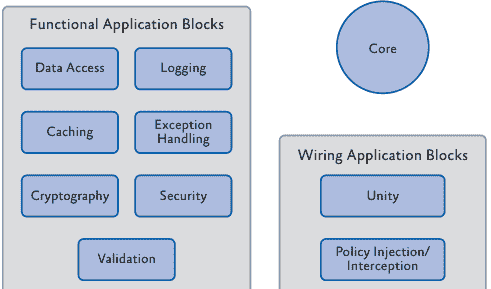 Functional Application Blocks
Data Access
Logging
Caching
Exception
Handling
Cryptography
Security
Validation
Core
Wiring Application Blocks
Unity
Policy Injection/
Interception